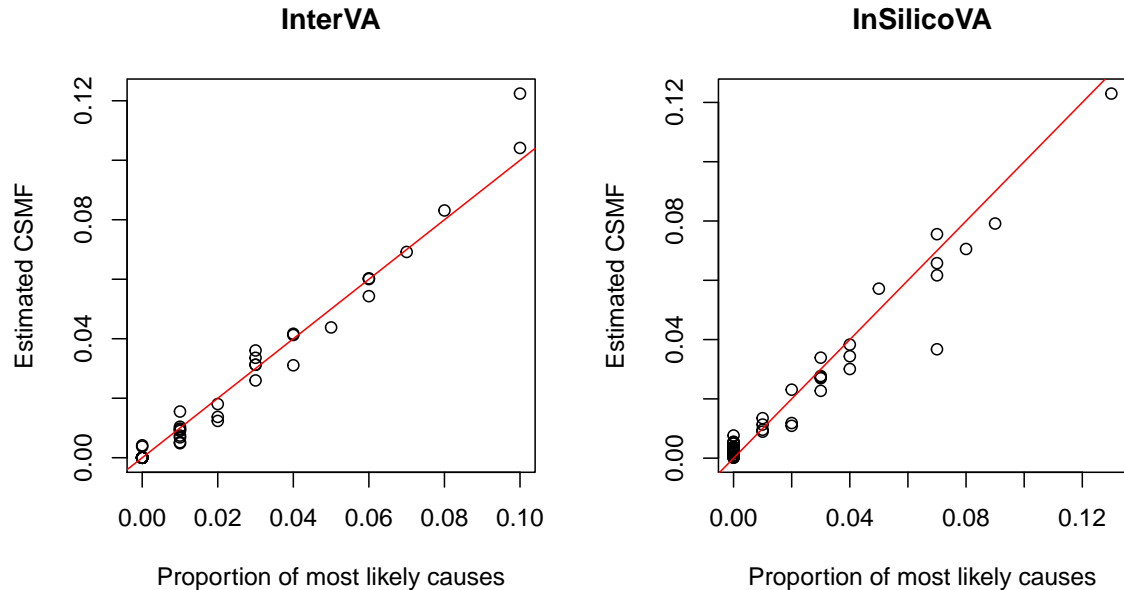 InterVA
Estimated CSMF
0.12
0.08
0.04
0.00
0.00 0.02 0.04 0.06 0.08 0.10
Proportion of most likely causes
InSilicoVA
Estimated CSMF
0.12
0.08
0.04
0.00
0.00 0.04 0.08 0.12
Proportion of most likely causes